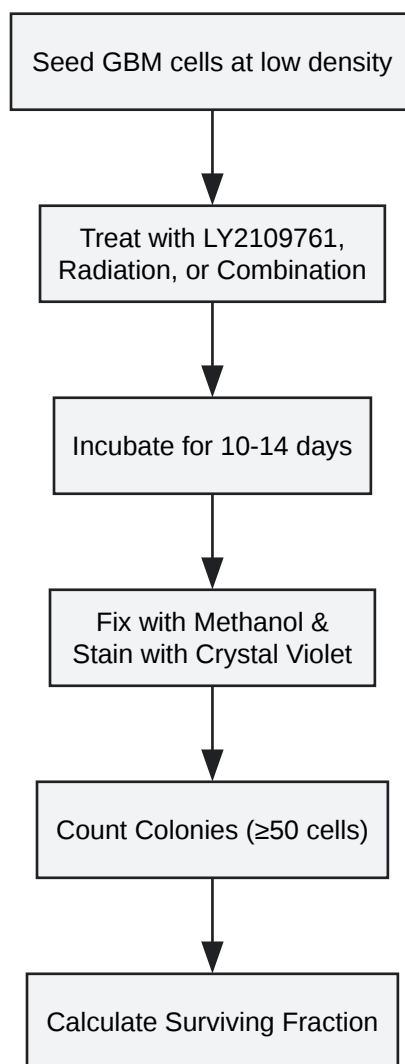 Seed GBM cells at low density
Treat with LY2109761,
Radiation, or Combination
Incubate for 10-14 days
Fix with Methanol &
Stain with Crystal Violet
Count Colonies (≥50 cells)
Calculate Surviving Fraction